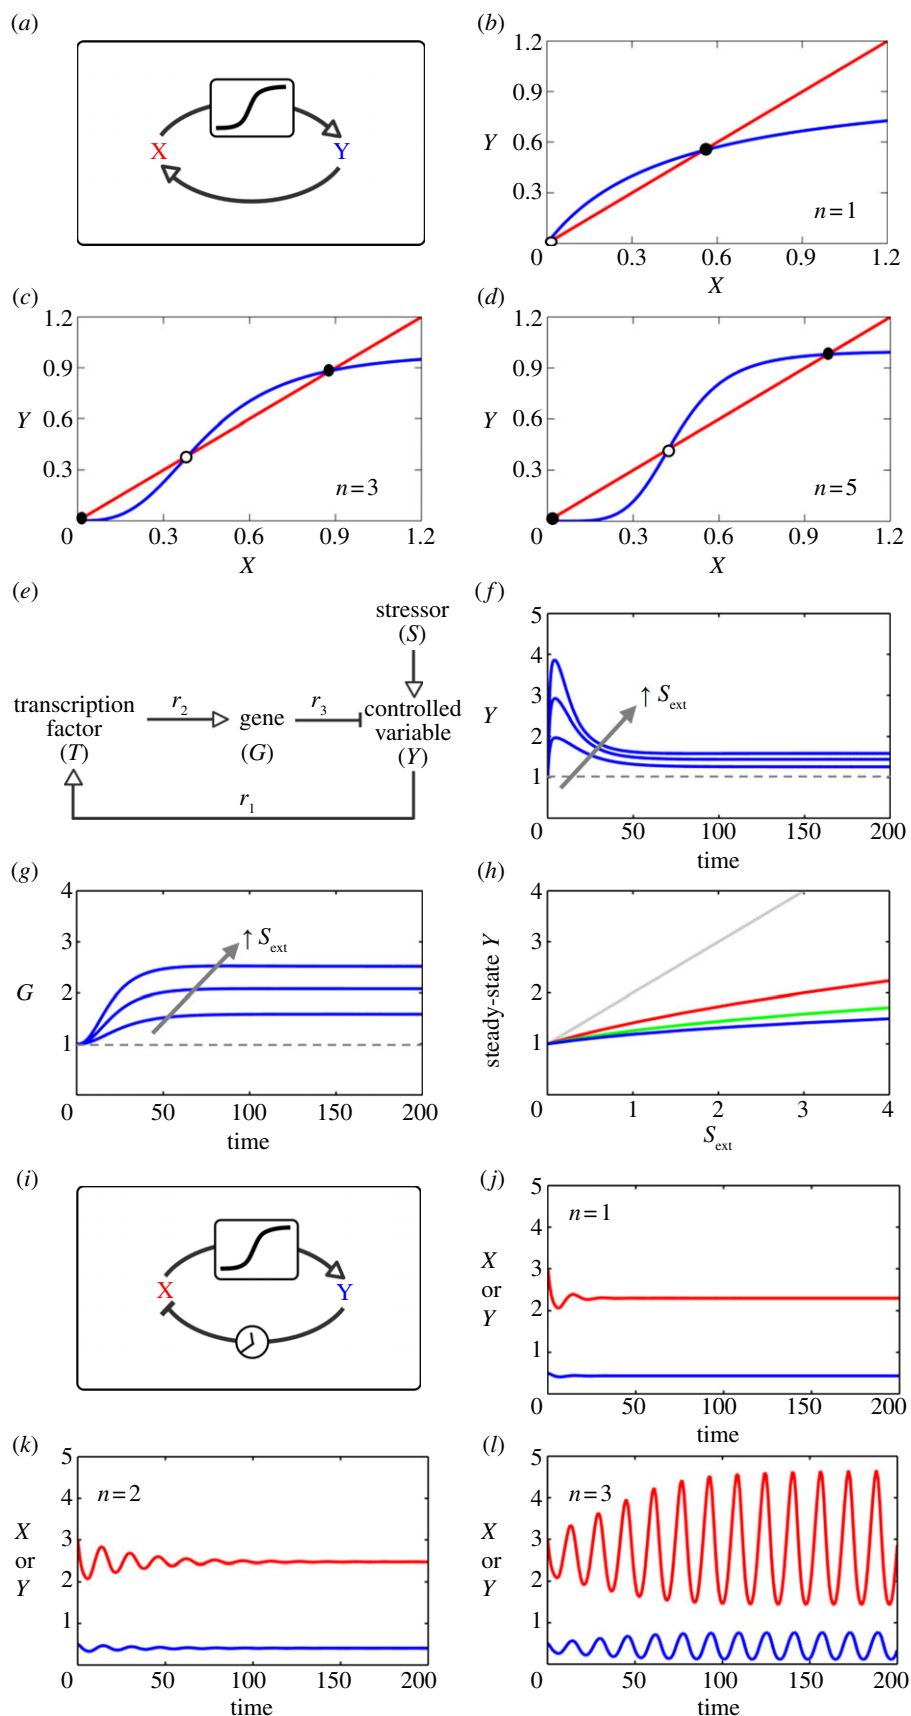 (a)
X
Y
(b)
1.2
0.9
Y 0.6
0.3
n=1
0 0.3 0.6 0.9 1.2
X
(c)
1.2
0.9
Y 0.6
0.3
n=3
0 0.3 0.6 0.9 1.2
X
(d)
1.2
0.9
Y 0.6
0.3
n=5
0 0.3 0.6 0.9 1.2
X
(e)
stressor
(S)
transcription
factor
(T)
r2
gene
(G)
r3
controlled
variable
(Y)
r1
(f)
5
4
3
Y
2
1
↑ Sext
0 50 100 150 200
time
(g)
4
3
G 2
1
↑ Sext
0 50 100 150 200
time
(h)
steady-state Y
4
3
2
1
0 1 2 3 4
Sext
(i)
X
Y
(j)
5
4
3
2
1
X
or
Y
n=1
0 50 100 150 200
time
(k)
5
4
3
2
1
X
or
Y
n=2
0 50 100 150 200
time
(l)
5
4
3
2
1
X
or
Y
n=3
0 50 100 150 200
time